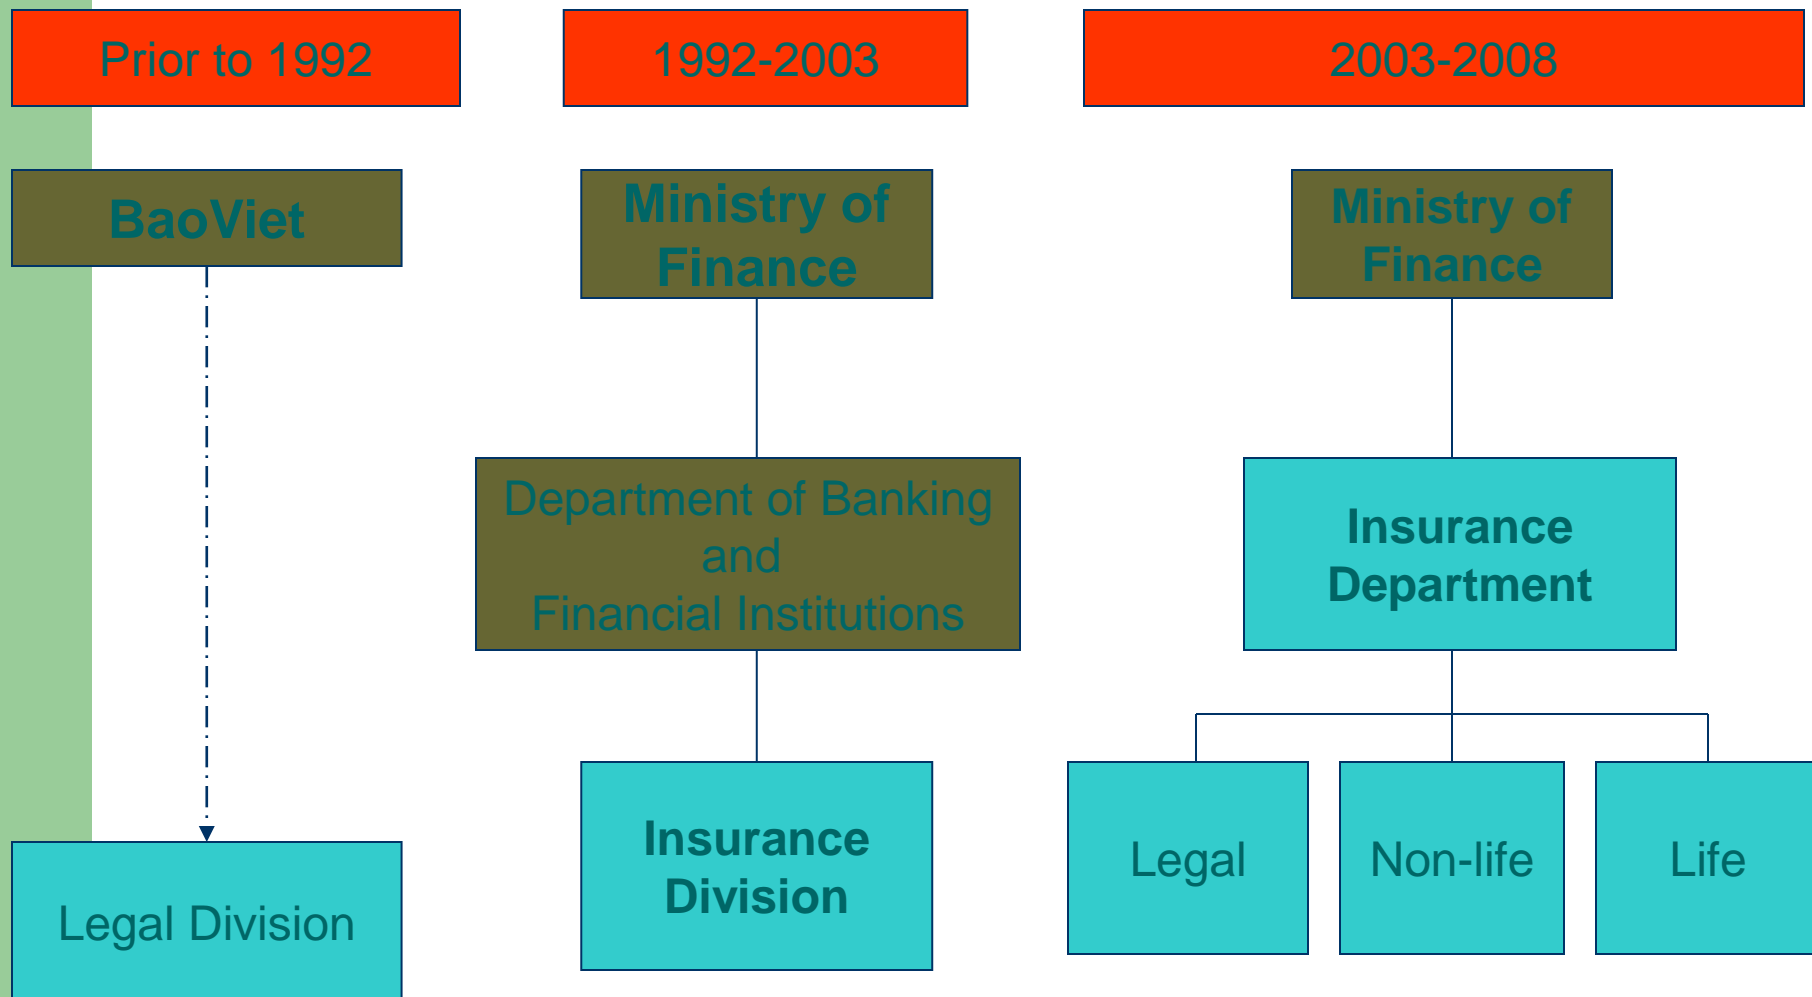 Prior to 1992
1992-2003
2003-2008
BaoViet
Ministry of
Finance
Ministry of
Finance
Department of Banking
and
Financial Institutions
Insurance
Department
Legal Division
Insurance
Division
Legal
Non-life
Life